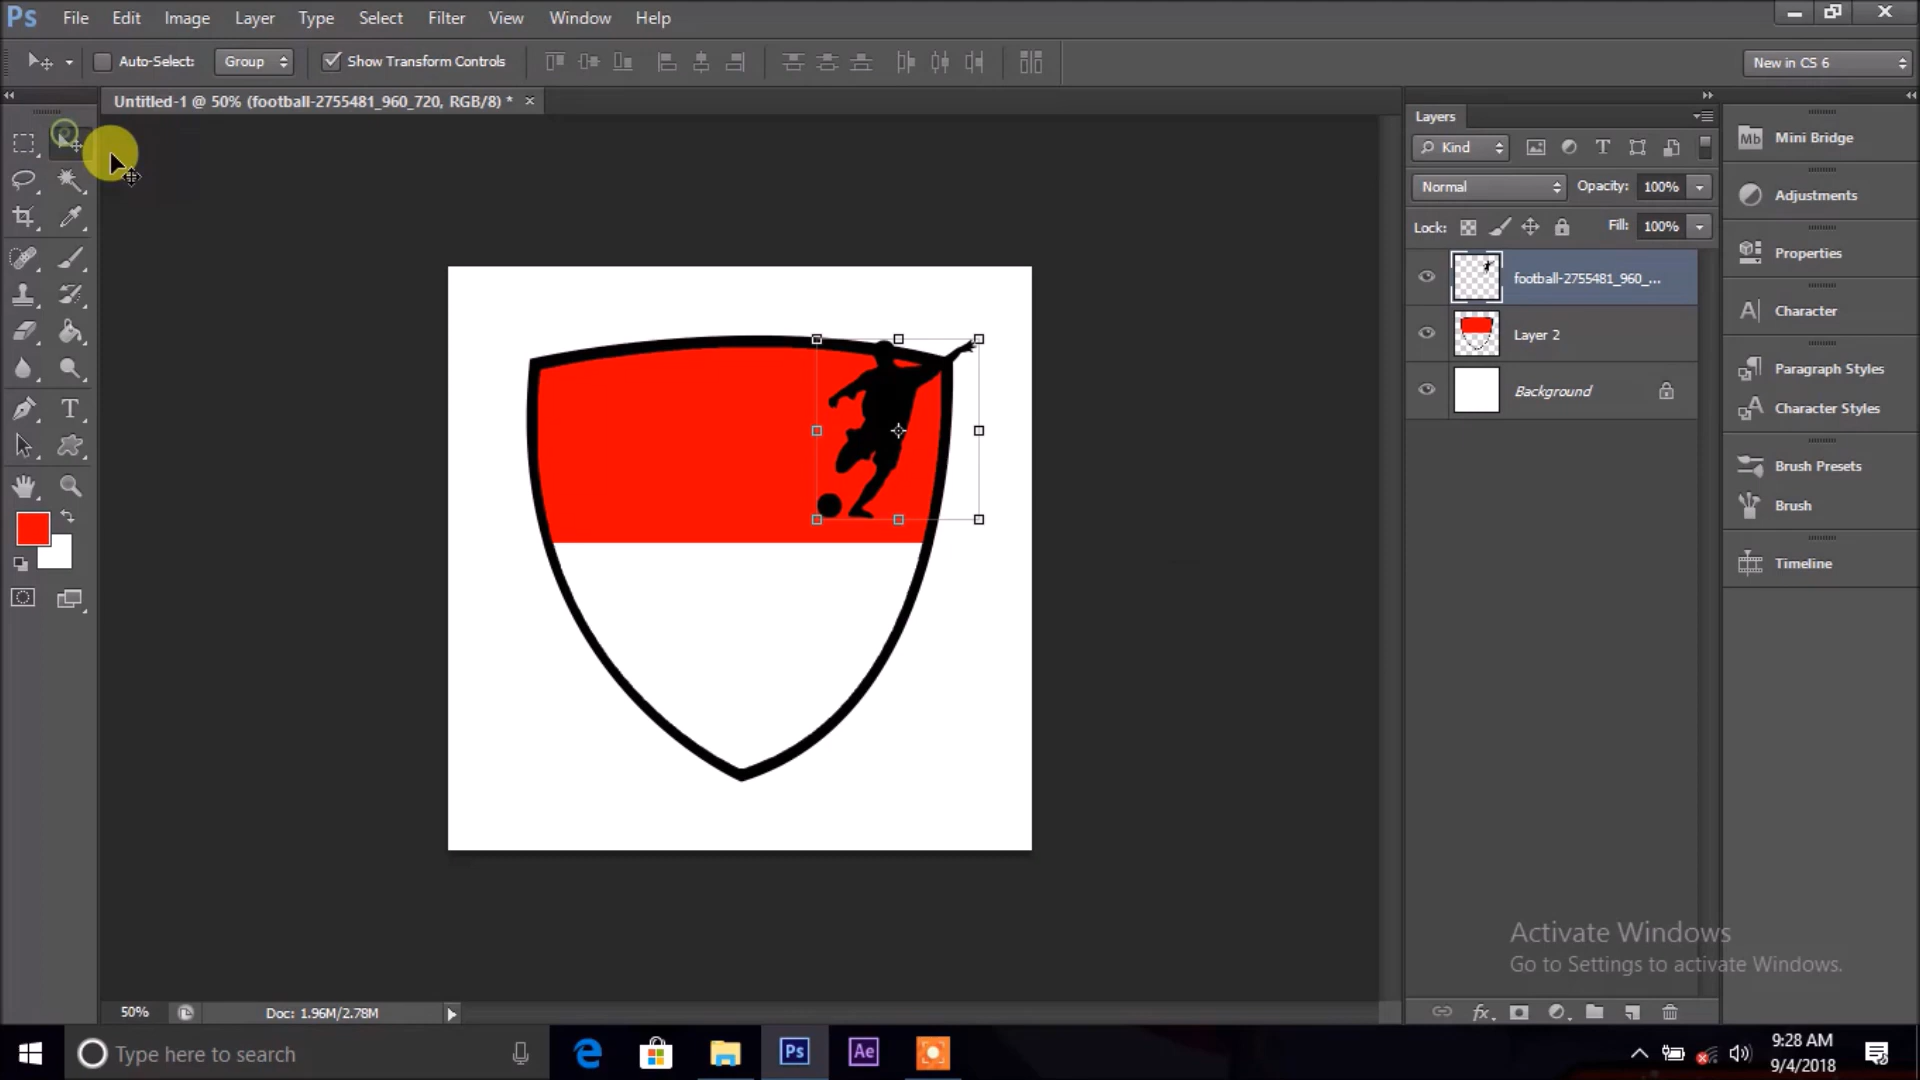 Ps File Edit Image Layer Type Select Filter View Window Help
Auto-Select: Group Show Transform Controls New in CS 6
Untitled-1 @ 50% (football-2755481_960_720, RGB/8) * ×
Layers
Kind
Normal Opacity: 100%
Lock: Fill: 100%
football-2755481_960_...
Layer 2
Background
Mb Mini Bridge
Adjustments
Properties
Character
Paragraph Styles
Character Styles
Brush Presets
Brush
Timeline
Activate Windows
Go to Settings to activate Windows.
50% Doc: 1.96M/2.78M
fx
Type here to search
Ps
Ae
9:28 AM
9/4/2018